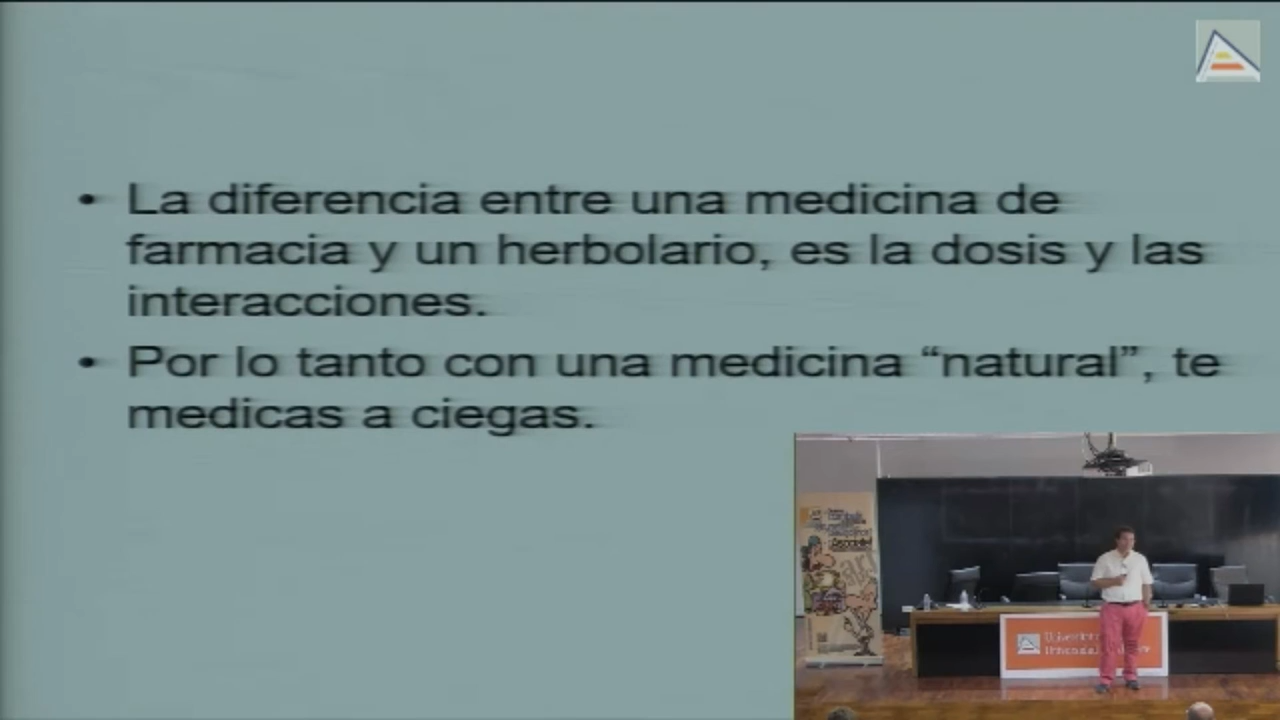 • La diferencia entre una medicina de
farmacia y un herbolario, es la dosis y las
interacciones.
• Por lo tanto con una medicina “natural”, te
medicas a ciegas.